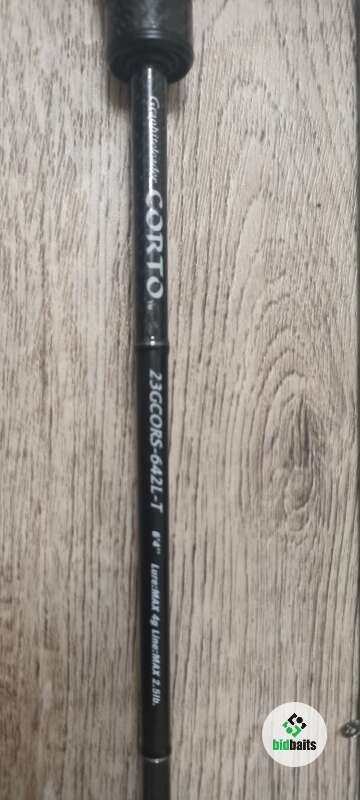 Graphiteleader CORTO
23GCORS-642L-T 6'4" Lure:MAX 4g Line:MAX 2.5lb.
bidbaits